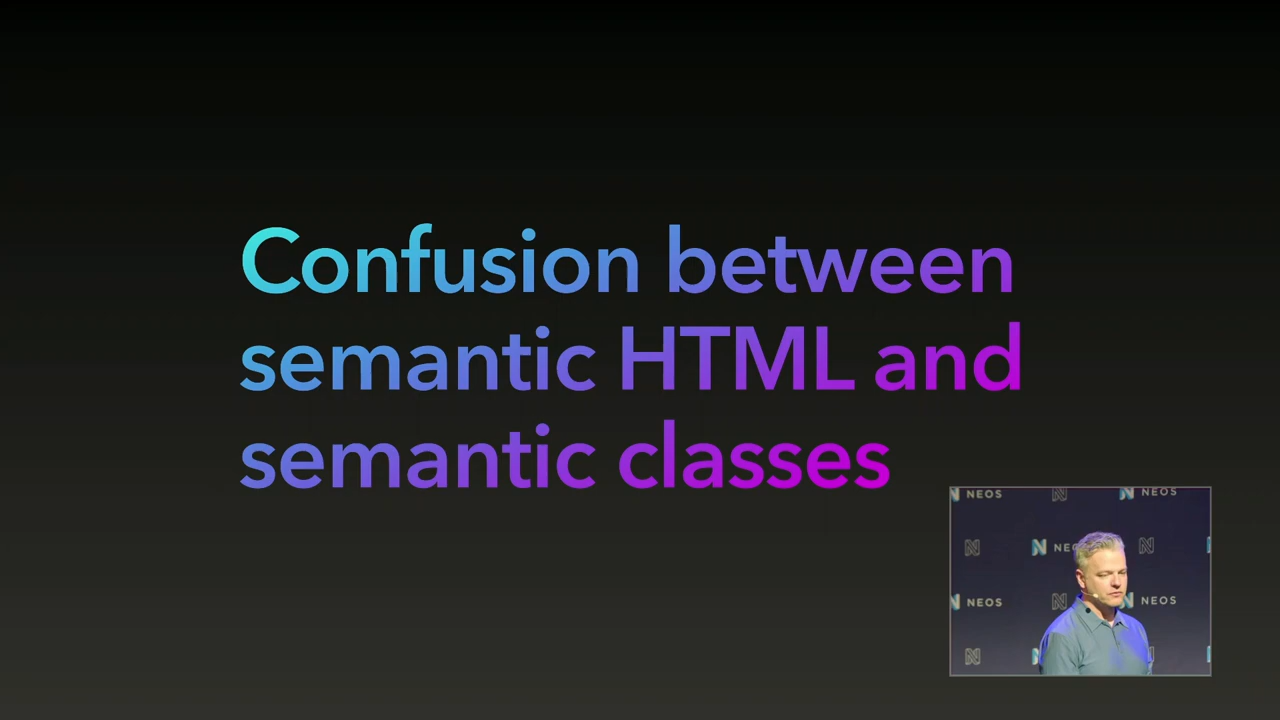 Confusion between
semantic HTML and
semantic classes
NEOS
NEOS
NEOS
NEOS